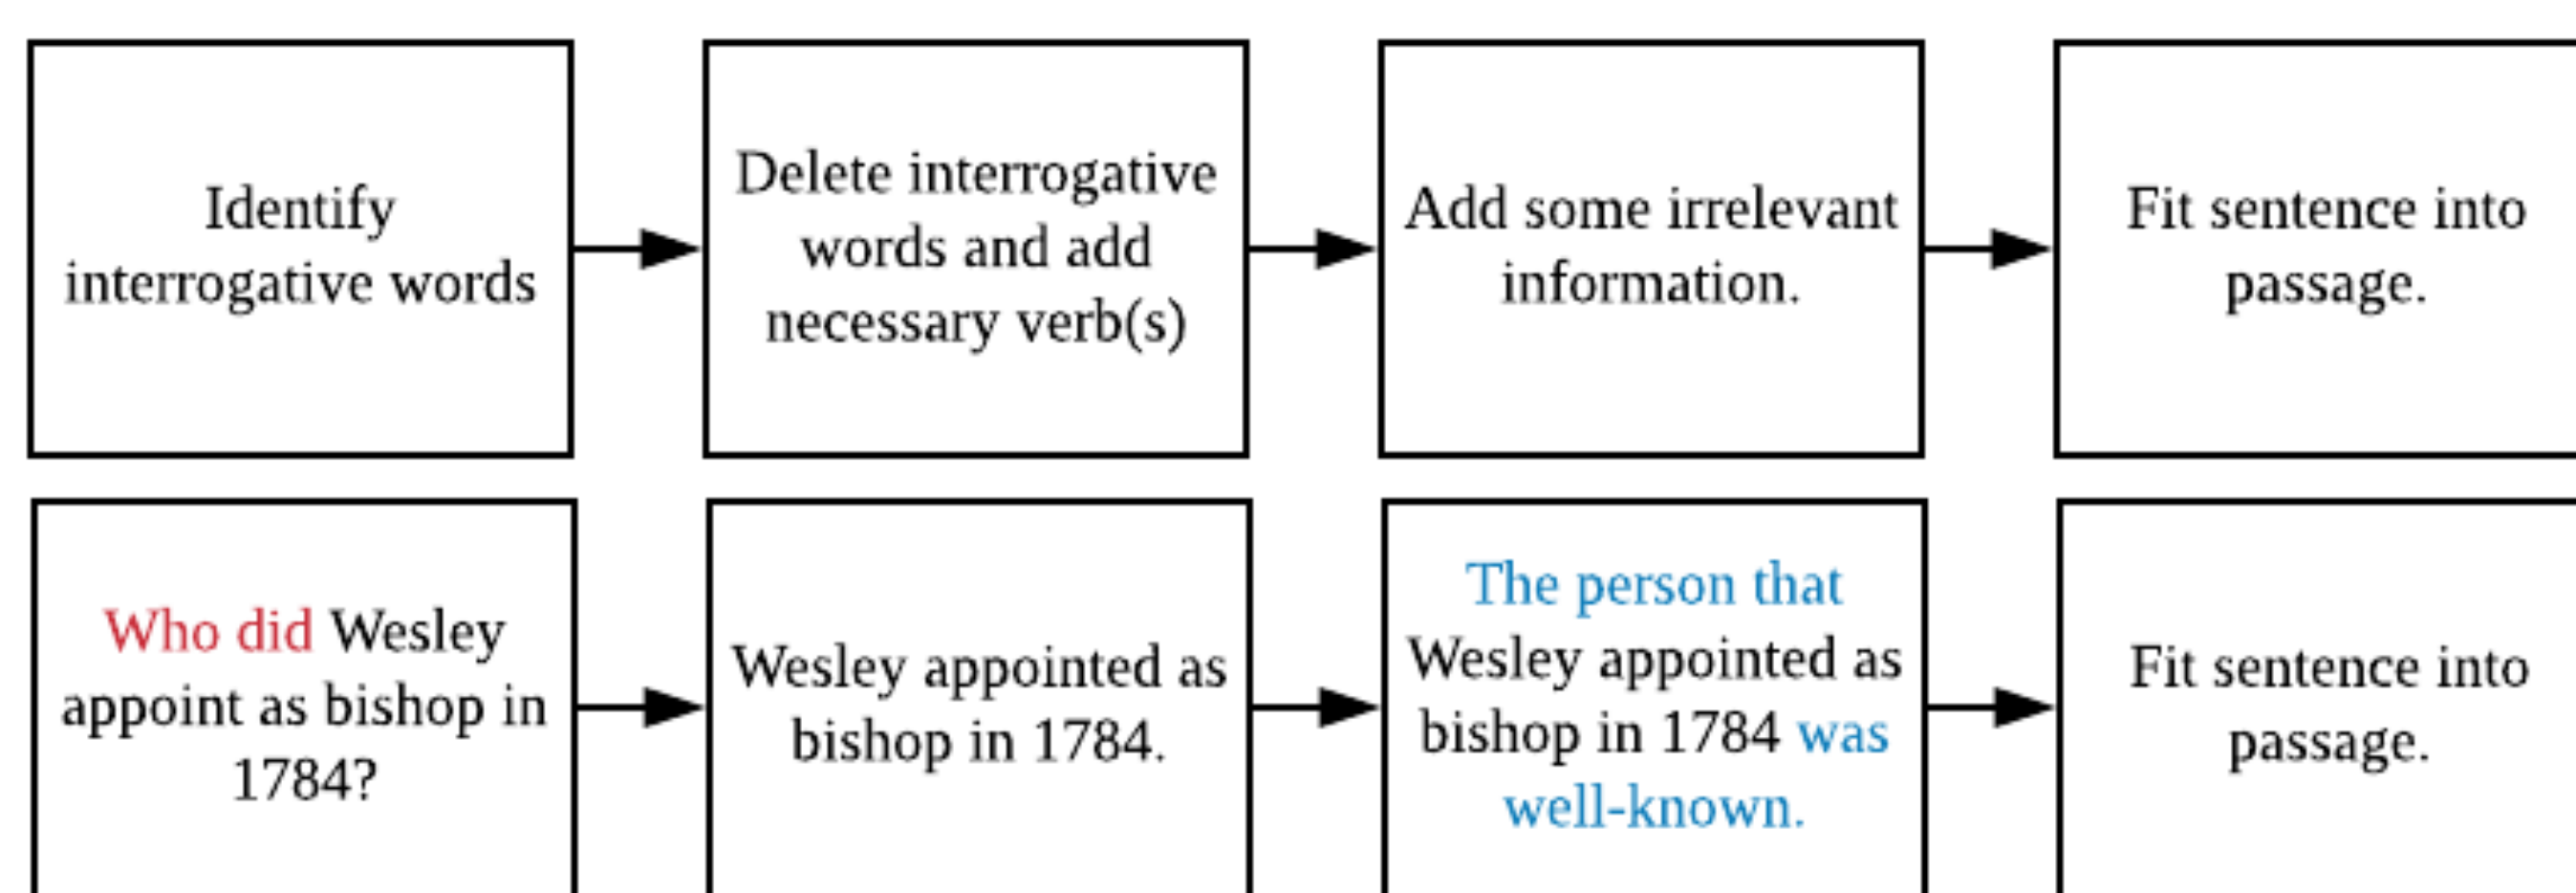 Identify
interrogative words
Delete interrogative
words and add
necessary verb(s)
Add some irrelevant
information.
Fit sentence into
passage.
Who did Wesley
appoint as bishop in
1784?
Wesley appointed as
bishop in 1784.
The person that
Wesley appointed as
bishop in 1784 was
well-known.
Fit sentence into
passage.